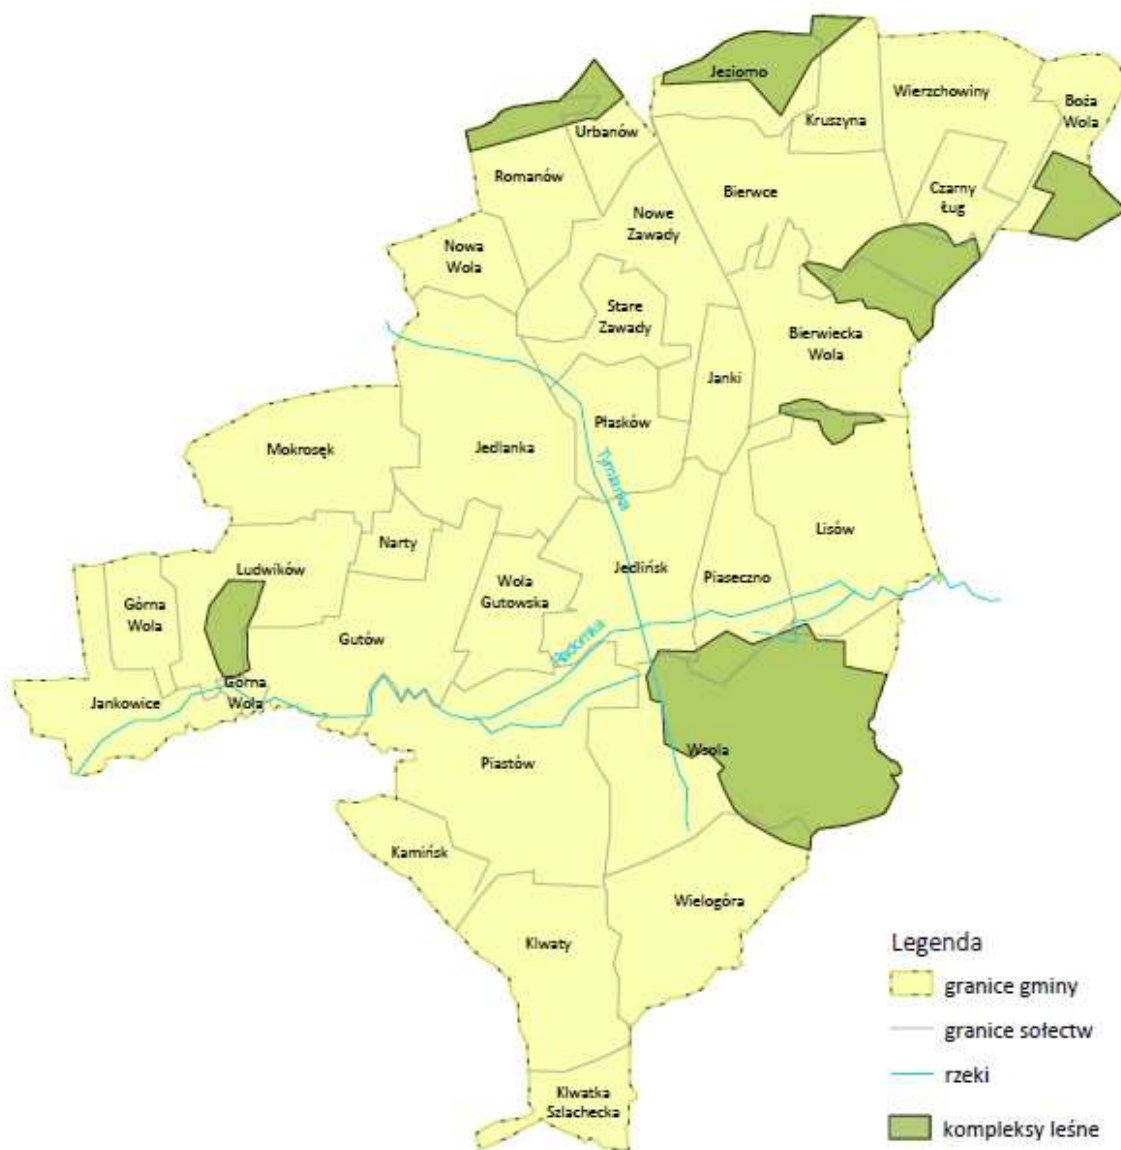 Jeziorno
Wierzchowiny
Boża
Wola
Kruszyna
Urbanów
Romanów
Bierwce
Czarny
Ług
Nowe
Zawady
Nowa
Wola
Stare
Zawady
Bierwiecka
Wola
Janki
Płasków
Mokrosęk
Jedlanka
Tymianka
Lisów
Narty
Ludwików
Wola
Gutowska
Jedlińsk
Piaseczno
Górna
Wola
Gutów
Radomka
Jankowice
Górna
Wola
Wsola
Piastów
Kamińsk
Wielogóra
Klwaty
Klwatka
Szlachecka
Legenda
granice gminy
granice sołectw
rzeki
kompleksy leśne